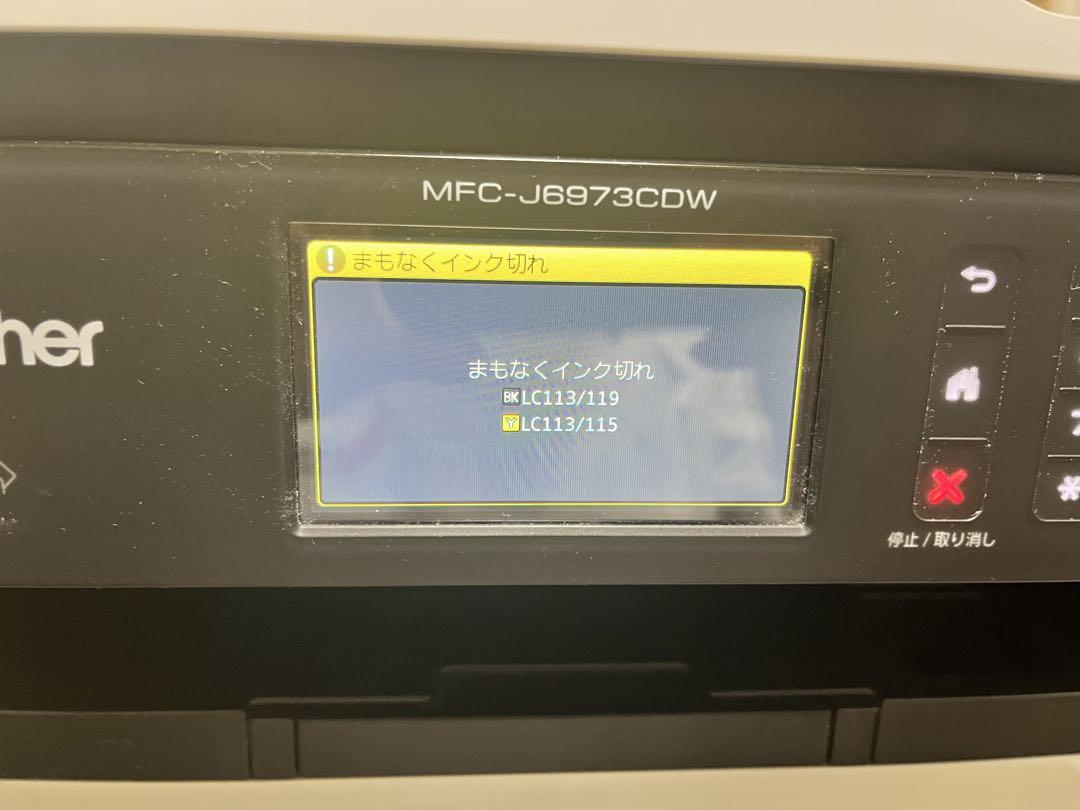 MFC-J6973CDW
まもなくインク切れ
まもなくインク切れ
BK LC113/119
Y LC113/115
her
停止 / 取り消し